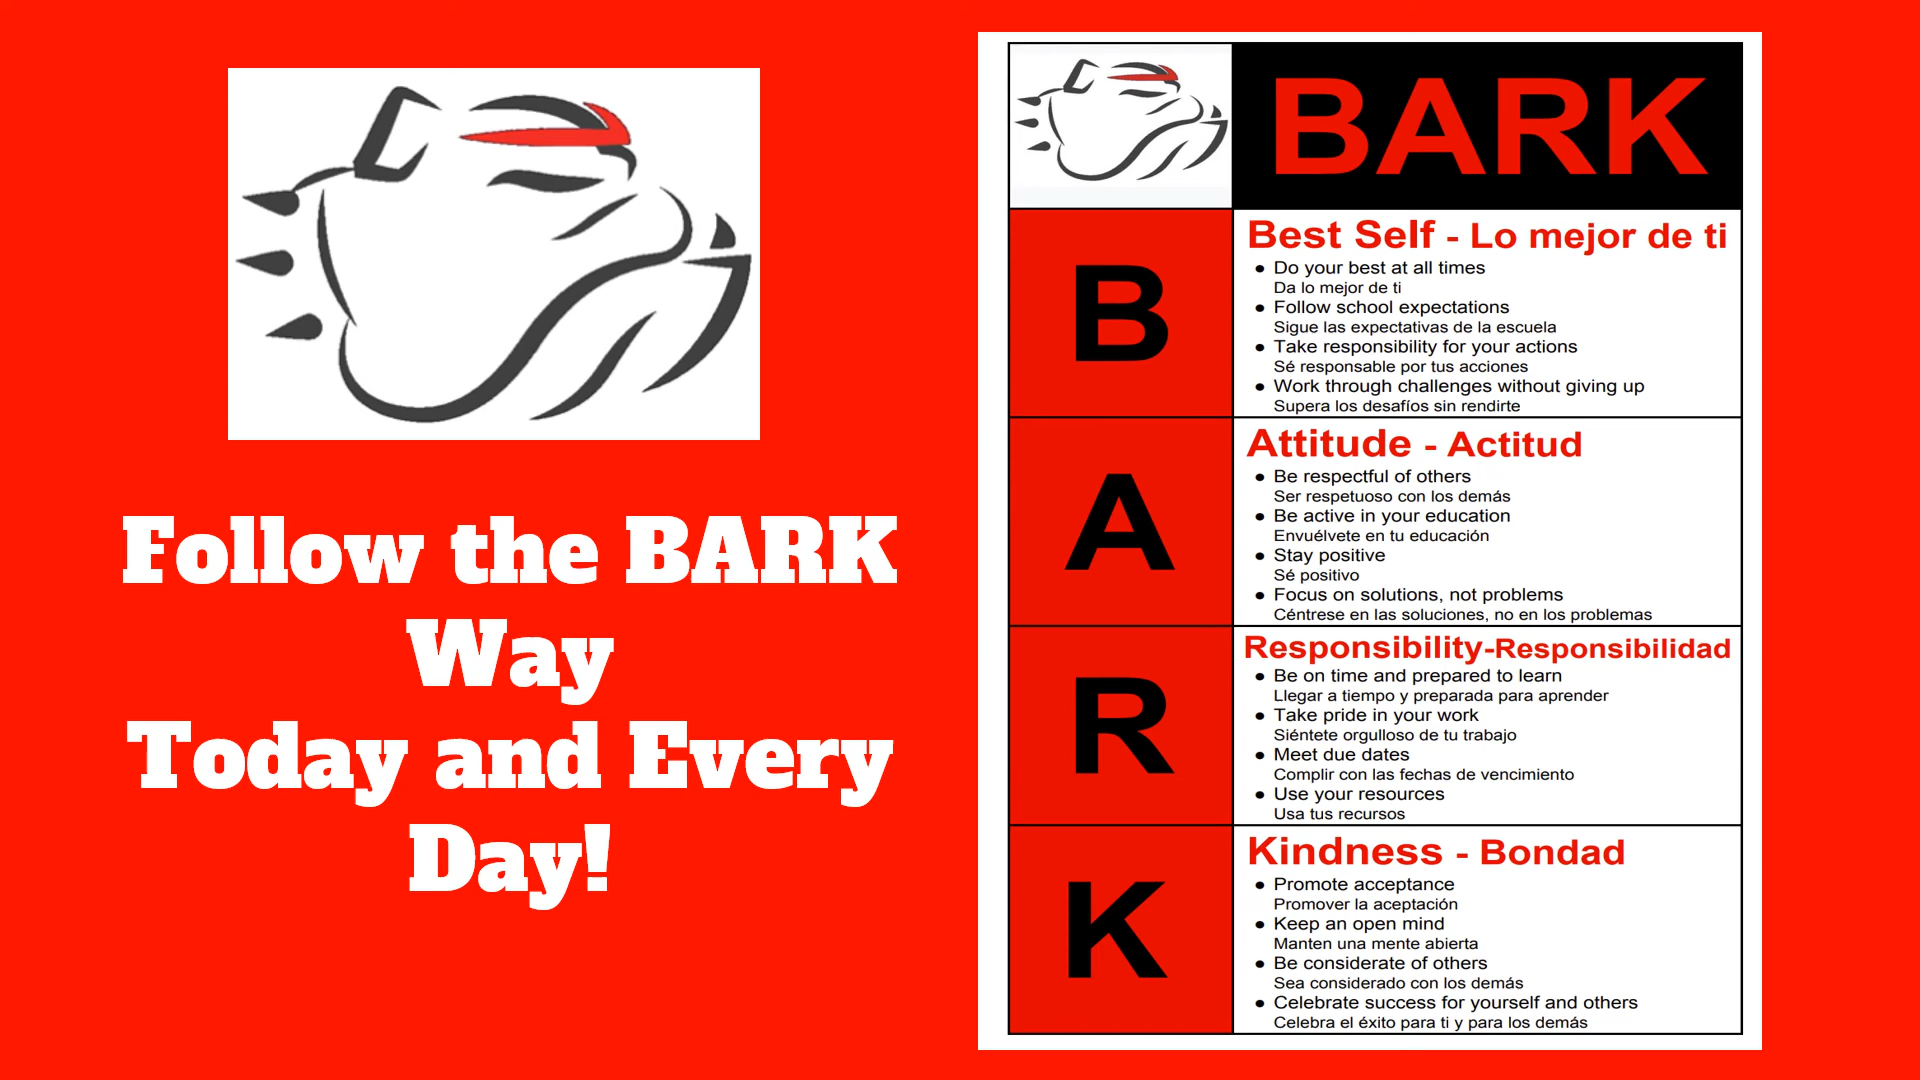 Follow the BARK
Way
Today and Every
Day!
BARK
B
Best Self - Lo mejor de ti
● Do your best at all times
Da lo mejor de ti
● Follow school expectations
Sigue las expectativas de la escuela
● Take responsibility for your actions
Sé responsable por tus acciones
● Work through challenges without giving up
Supera los desafíos sin rendirte
A
Attitude - Actitud
● Be respectful of others
Ser respetuoso con los demás
● Be active in your education
Envuélvete en tu educación
● Stay positive
Sé positivo
● Focus on solutions, not problems
Céntrese en las soluciones, no en los problemas
R
Responsibility-Responsibilidad
● Be on time and prepared to learn
Llegar a tiempo y preparada para aprender
● Take pride in your work
Siéntete orgulloso de tu trabajo
● Meet due dates
Complir con las fechas de vencimiento
● Use your resources
Usa tus recursos
K
Kindness - Bondad
● Promote acceptance
Promover la aceptación
● Keep an open mind
Manten una mente abierta
● Be considerate of others
Sea considerado con los demás
● Celebrate success for yourself and others
Celebra el éxito para ti y para los demás